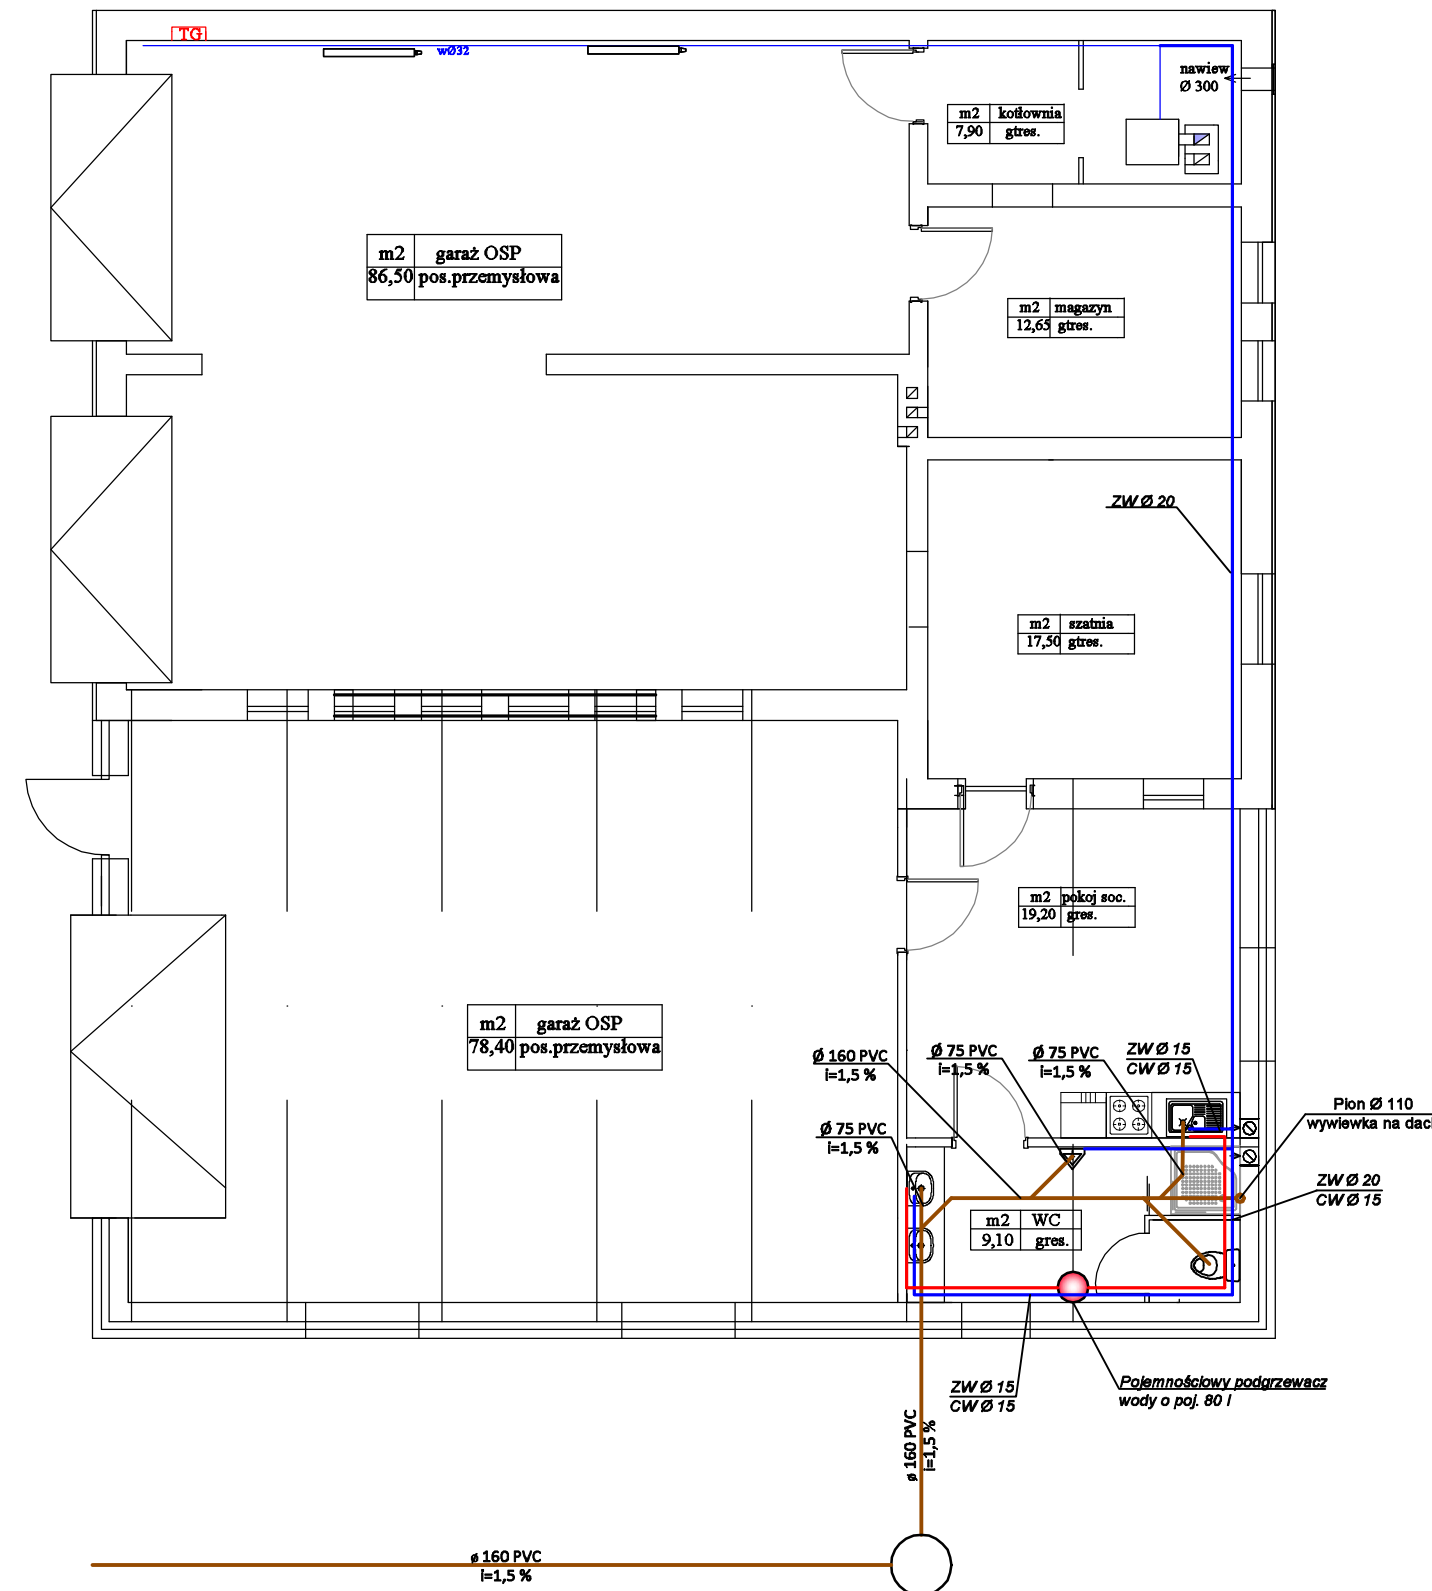 TG
wØ32
nawiew
Ø 300
m2 kotłownia
7,90 gtres.
m2 garaż OSP
86,50 pos.przemysłowa
m2 magazyn
12,65 gtres.
ZW Ø 20
m2 szatnia
17,50 gtres.
m2 pokoj soc.
19,20 gres.
m2 garaż OSP
78,40 pos.przemysłowa
Ø 160 PVC
i=1,5 %
Ø 75 PVC
i=1,5 %
Ø 75 PVC
i=1,5 %
ZW Ø 15
CW Ø 15
Pion Ø 110
wywiewka na dach
Ø 75 PVC
i=1,5 %
ZW Ø 20
CW Ø 15
m2 WC
9,10 gres.
ZW Ø 15
CW Ø 15
Pojemnościowy podgrzewacz
wody o poj. 80 l
ø 160 PVC
i=1,5 %
ø 160 PVC
i=1,5 %